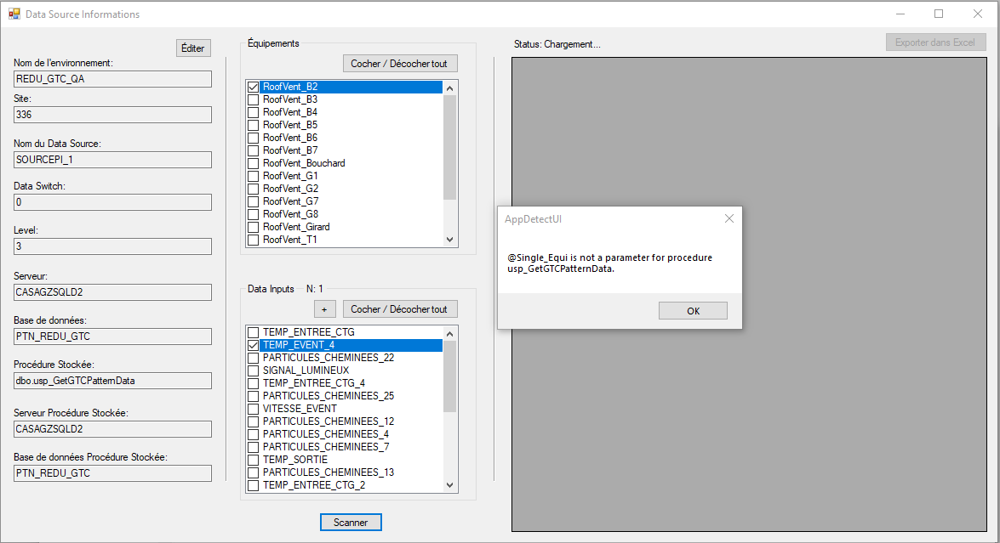 Data Source Informations
Éditer
Nom de l'environnement:
REDU_GTC_QA
Site:
336
Nom du Data Source:
SOURCEPI_1
Data Switch:
0
Level:
3
Serveur:
CASAGZSQLD2
Base de données:
PTN_REDU_GTC
Procédure Stockée:
dbo.usp_GetGTCPatternData
Serveur Procédure Stockée:
CASAGZSQLD2
Base de données Procédure Stockée:
PTN_REDU_GTC
Équipements
Cocher / Décocher tout
RoofVent_B2
RoofVent_B3
RoofVent_B4
RoofVent_B5
RoofVent_B6
RoofVent_B7
RoofVent_Bouchard
RoofVent_G1
RoofVent_G2
RoofVent_G7
RoofVent_G8
RoofVent_Girard
RoofVent_T1
Data Inputs N: 1
+ Cocher / Décocher tout
TEMP_ENTREE_CTG
TEMP_EVENT_4
PARTICULES_CHEMINEES_22
SIGNAL_LUMINEUX
TEMP_ENTREE_CTG_4
PARTICULES_CHEMINEES_25
VITESSE_EVENT
PARTICULES_CHEMINEES_12
PARTICULES_CHEMINEES_4
PARTICULES_CHEMINEES_7
TEMP_SORTIE
PARTICULES_CHEMINEES_13
TEMP_ENTREE_CTG_2
Scanner
Status: Chargement...
Exporter dans Excel
AppDetectUI
@Single_Equi is not a parameter for procedure
usp_GetGTCPatternData.
OK